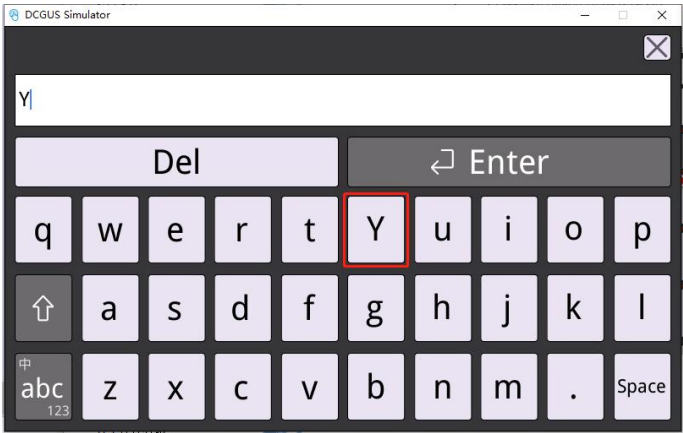 DCGUS Simulator
Y
Del Enter
q w e r t Y u i o p
a s d f g h j k l
中
abc z x c v b n m . Space
123